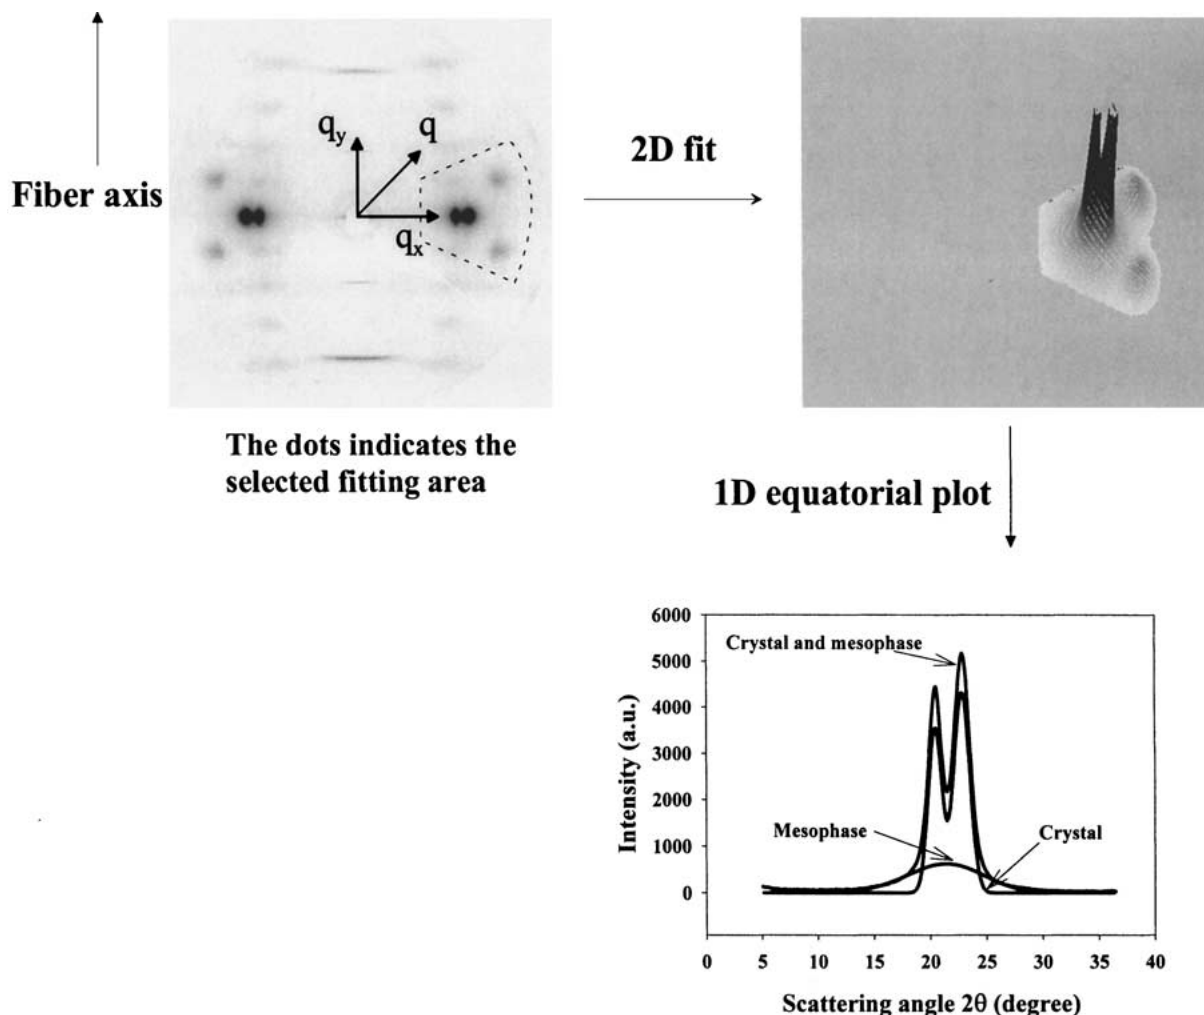 Fiber axis
q_y
q
q_x
2D fit
The dots indicates the
selected fitting area
1D equatorial plot
6000
5000
4000
3000
2000
1000
0
Intensity (a.u.)
Crystal and mesophase
Mesophase
Crystal
0 5 10 15 20 25 30 35 40
Scattering angle 2θ (degree)